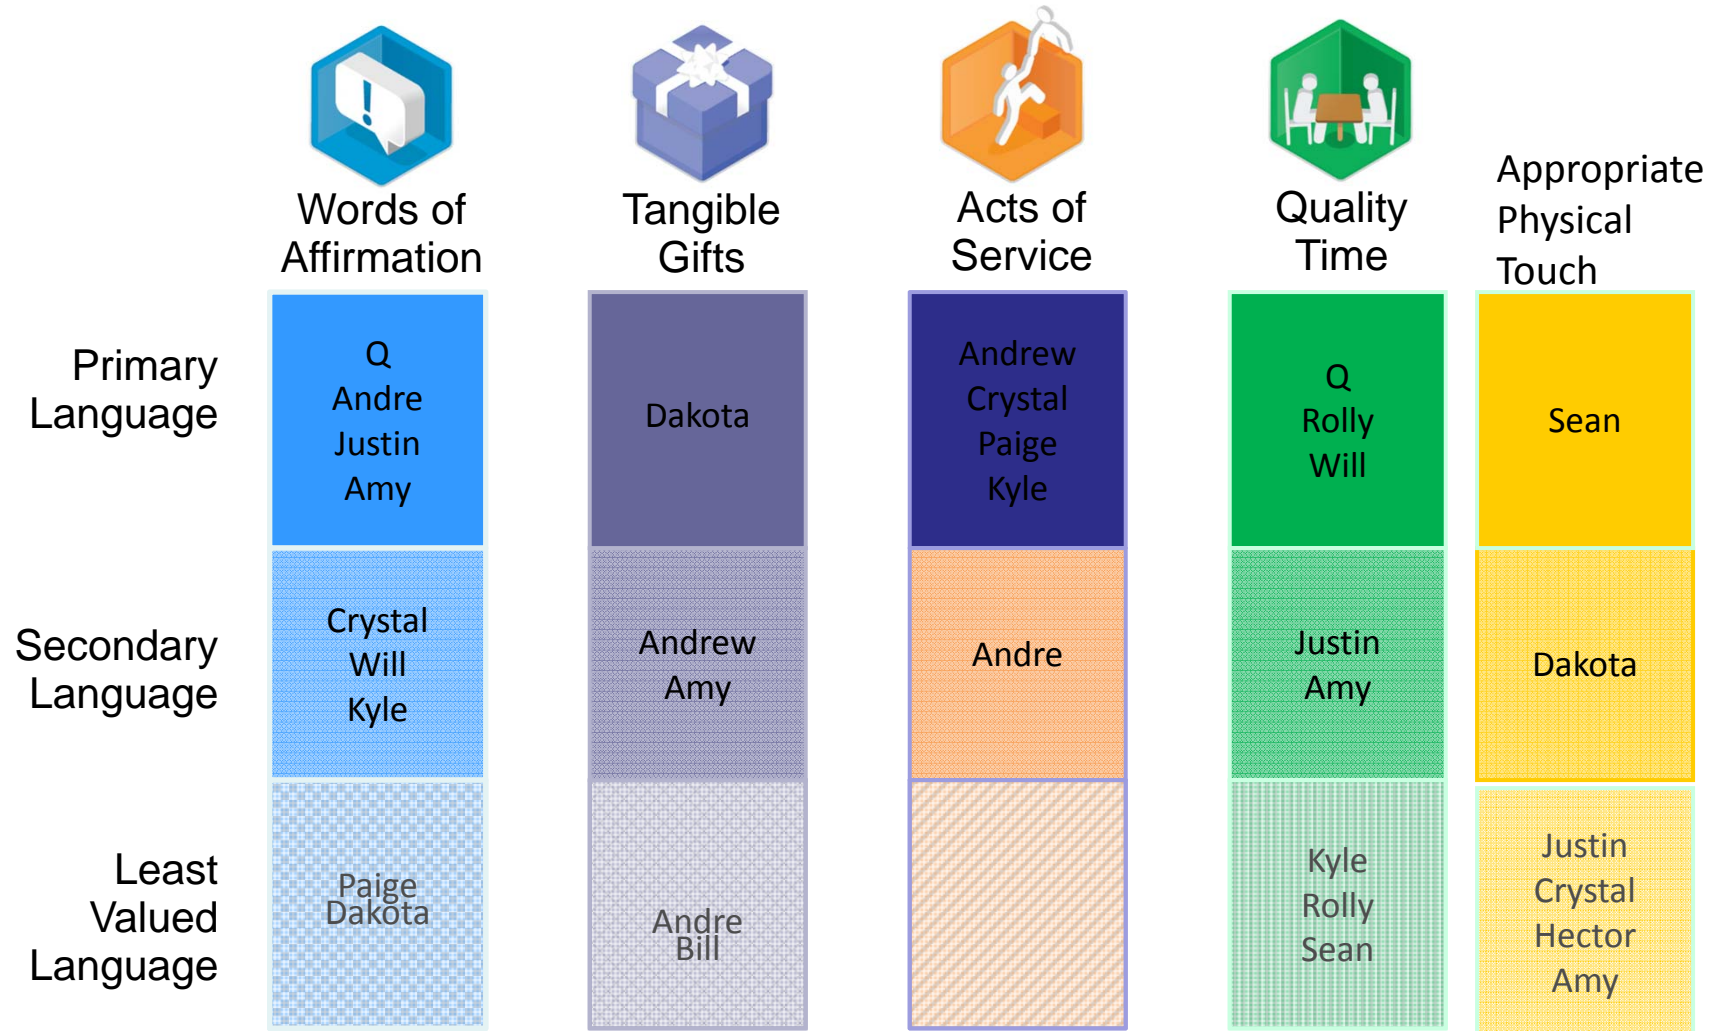 Words of
Affirmation
Tangible
Gifts
Acts of
Service
Quality
Time
Appropriate
Physical
Touch
Primary
Language
Q
Andre
Justin
Amy
Dakota
Andrew
Crystal
Paige
Kyle
Q
Rolly
Will
Sean
Secondary
Language
Crystal
Will
Kyle
Andrew
Amy
Andre
Justin
Amy
Dakota
Least
Valued
Language
Paige
Dakota
Andre
Bill
Kyle
Rolly
Sean
Justin
Crystal
Hector
Amy